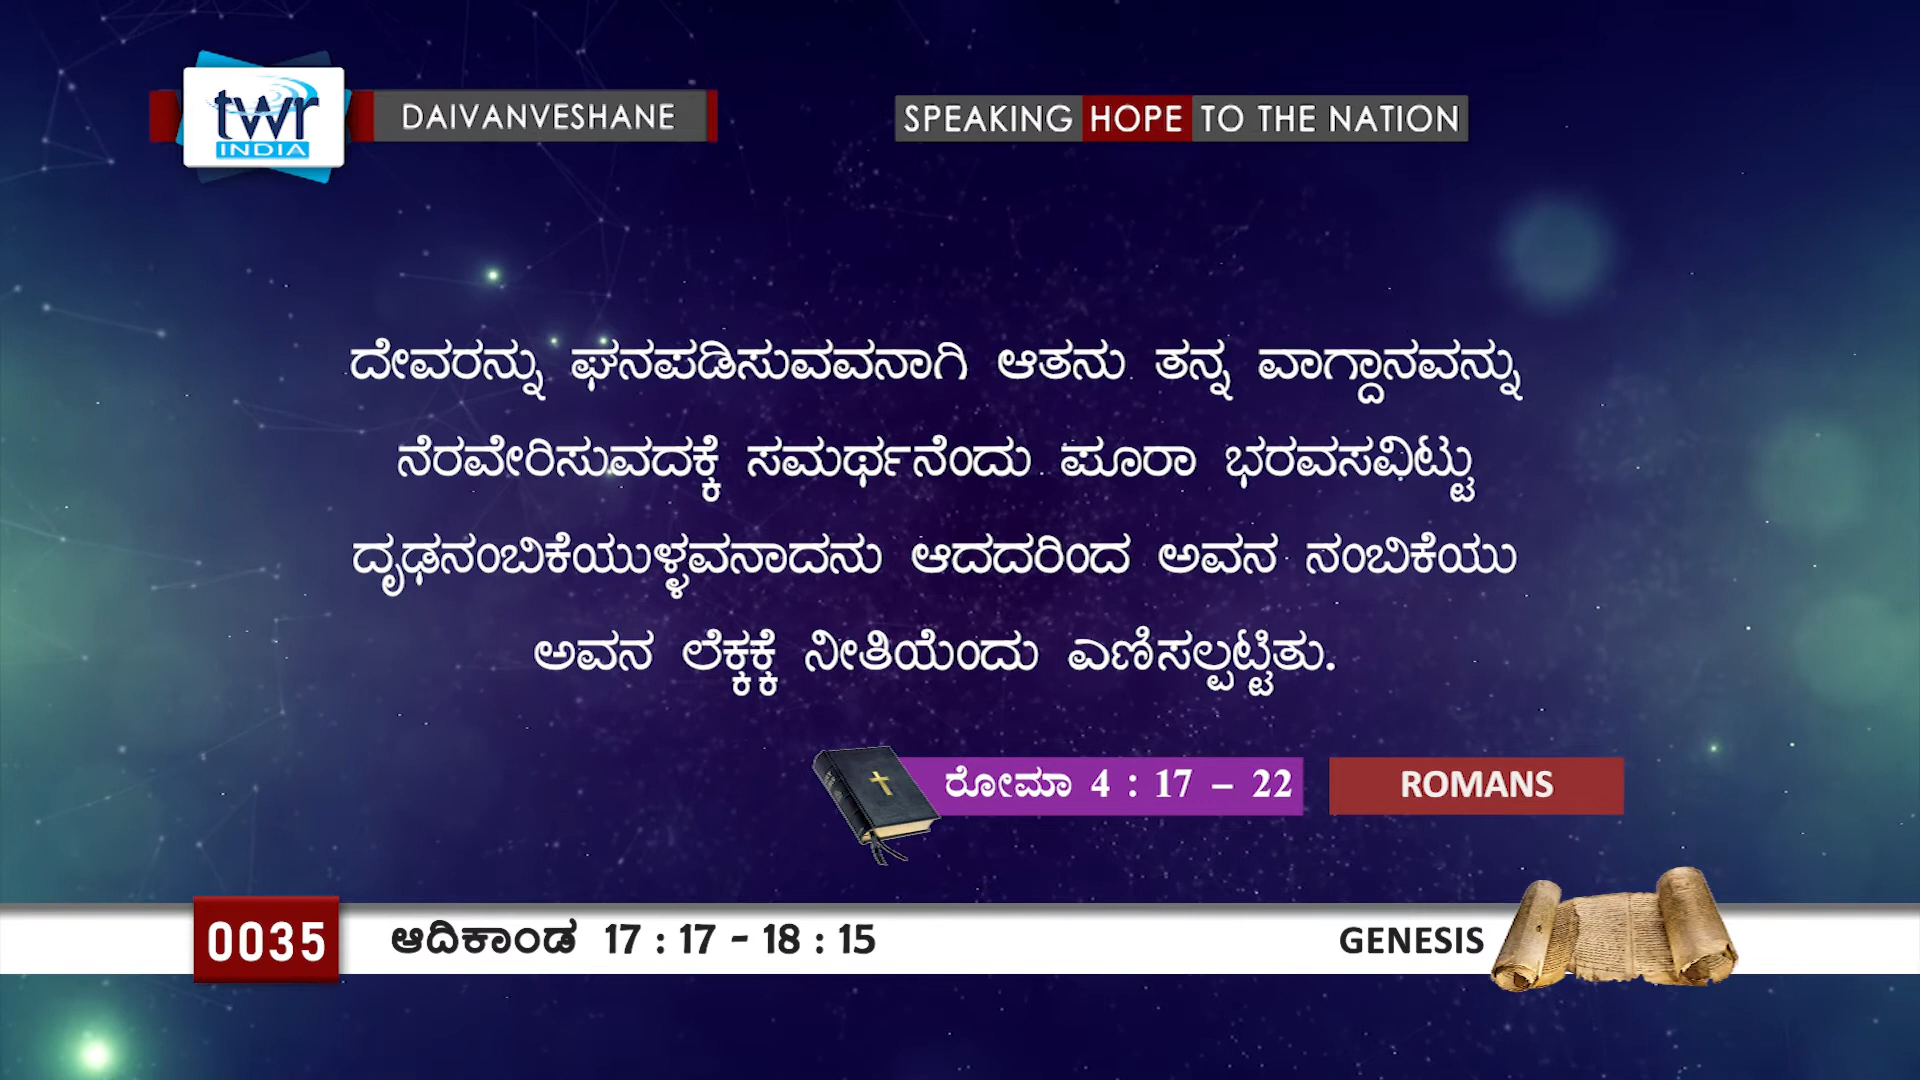 twr
INDIA
DAIVANVESHANE
SPEAKING HOPE TO THE NATION
ದೇವರನ್ನು ಘನಪಡಿಸುವವನಾಗಿ ಆತನು ತನ್ನ ವಾಗ್ದಾನವನ್ನು
ನೆರವೇರಿಸುವದಕ್ಕೆ ಸಮರ್ಥನೆಂದು ಪೂರಾ ಭರವಸವಿಟ್ಟು
ದೃಢನಂಬಿಕೆಯುಳ್ಳವನಾದನು ಆದದರಿಂದ ಅವನ ನಂಬಿಕೆಯು
ಅವನ ಲೆಕ್ಕಕ್ಕೆ ನೀತಿಯೆಂದು ಎಣಿಸಲ್ಪಟ್ಟಿತು.
ರೋಮಾ 4 : 17 – 22
ROMANS
0035
ಆದಿಕಾಂಡ 17 : 17 - 18 : 15
GENESIS